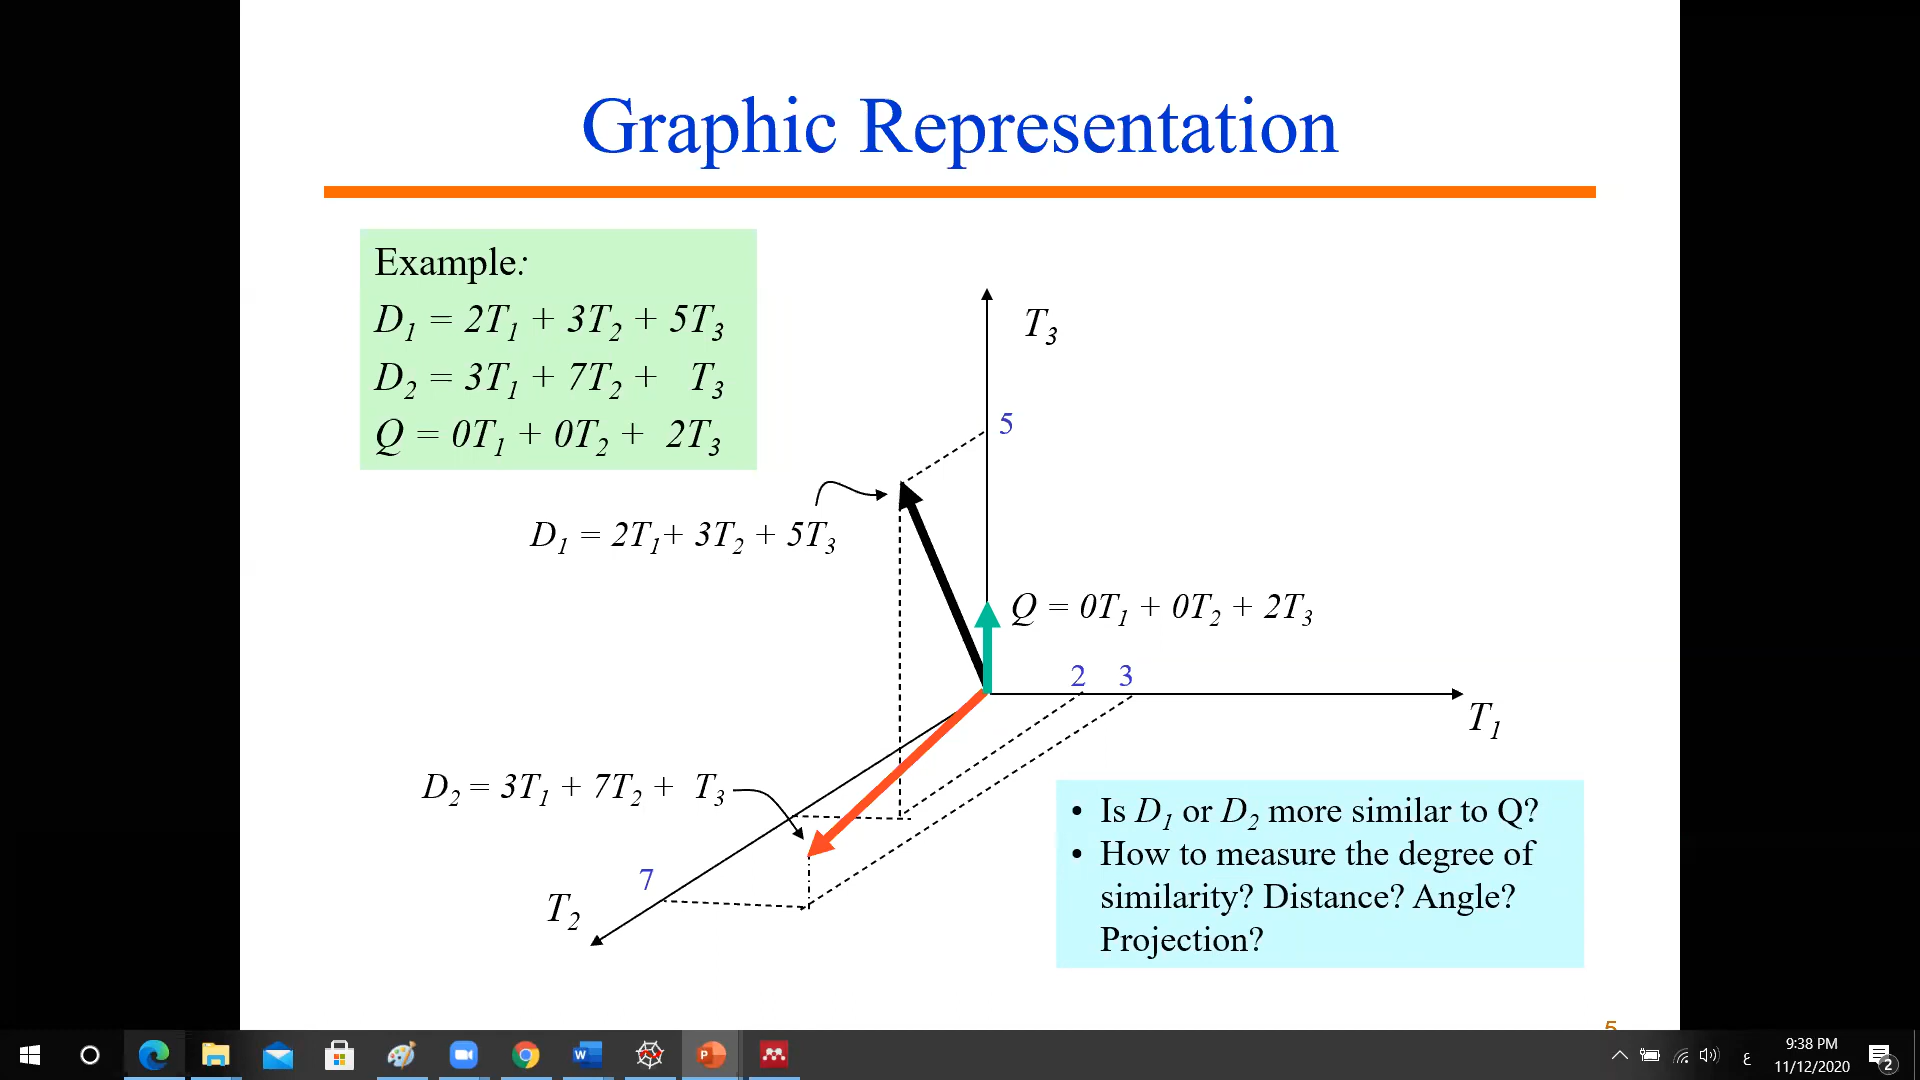 Graphic Representation
Example:
D1 = 2T1 + 3T2 + 5T3
D2 = 3T1 + 7T2 + T3
Q = 0T1 + 0T2 + 2T3
T3
5
D1 = 2T1+ 3T2 + 5T3
Q = 0T1 + 0T2 + 2T3
2 3
T1
D2 = 3T1 + 7T2 + T3
7
T2
• Is D1 or D2 more similar to Q?
• How to measure the degree of
similarity? Distance? Angle?
Projection?
5
W
P
ع
9:38 PM
11/12/2020
2